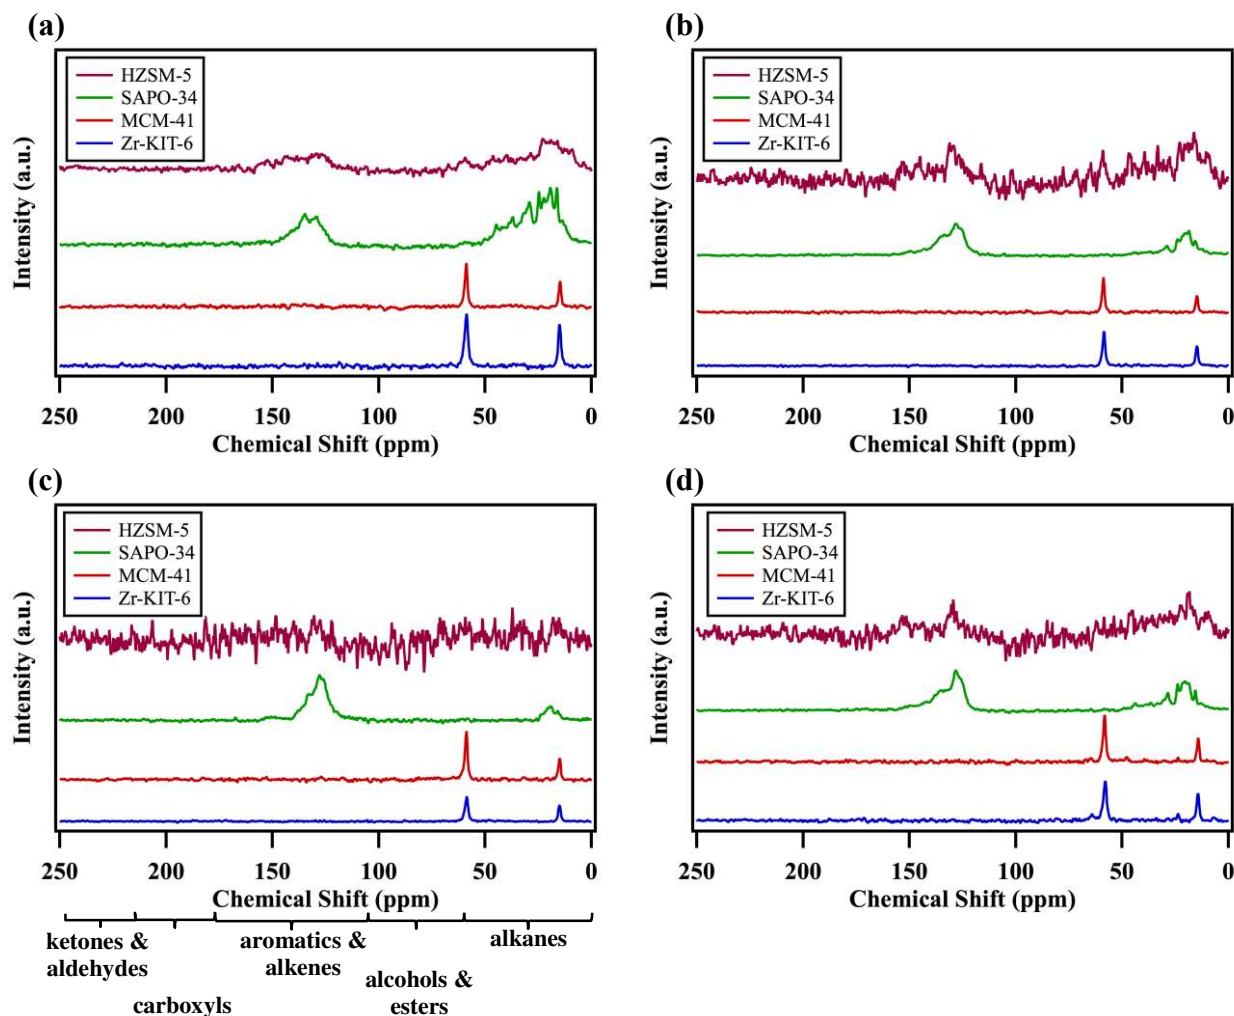 (a)
HZSM-5
SAPO-34
MCM-41
Zr-KIT-6
Intensity (a.u.)
250 200 150 100 50 0
Chemical Shift (ppm)
(b)
HZSM-5
SAPO-34
MCM-41
Zr-KIT-6
Intensity (a.u.)
250 200 150 100 50 0
Chemical Shift (ppm)
(c)
HZSM-5
SAPO-34
MCM-41
Zr-KIT-6
Intensity (a.u.)
250 200 150 100 50 0
Chemical Shift (ppm)
ketones &
aldehydes
carboxyls
aromatics &
alkenes
alcohols &
esters
alkanes
(d)
HZSM-5
SAPO-34
MCM-41
Zr-KIT-6
Intensity (a.u.)
250 200 150 100 50 0
Chemical Shift (ppm)